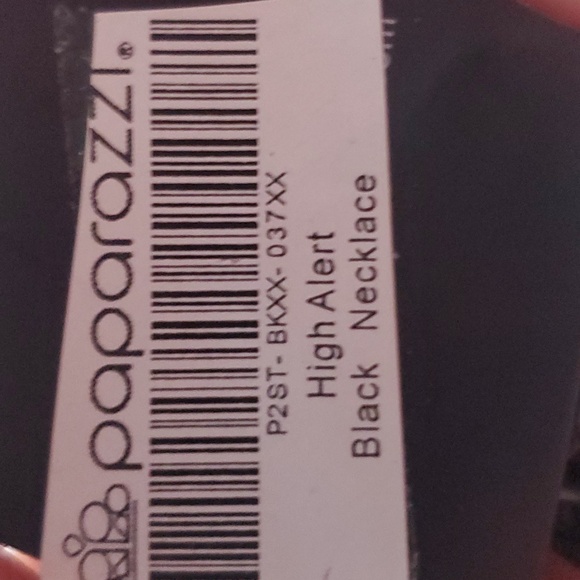 paparazzi®
P2ST-BKXX-037XX
High Alert
Black Necklace